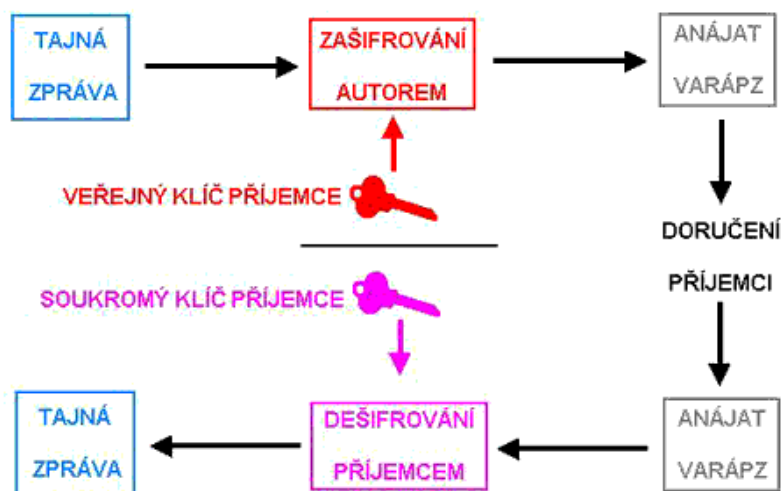 TAJNÁ
ZPRÁVA
ZAŠIFROVÁNÍ
AUTOREM
ANÁJAT
VARÁPZ
VEŘEJNÝ KLÍČ PŘÍJEMCE
DORUČENÍ
PŘÍJEMCI
SOUKROMÝ KLÍČ PŘÍJEMCE
TAJNÁ
ZPRÁVA
DEŠIFROVÁNÍ
PŘÍJEMCEM
ANÁJAT
VARÁPZ